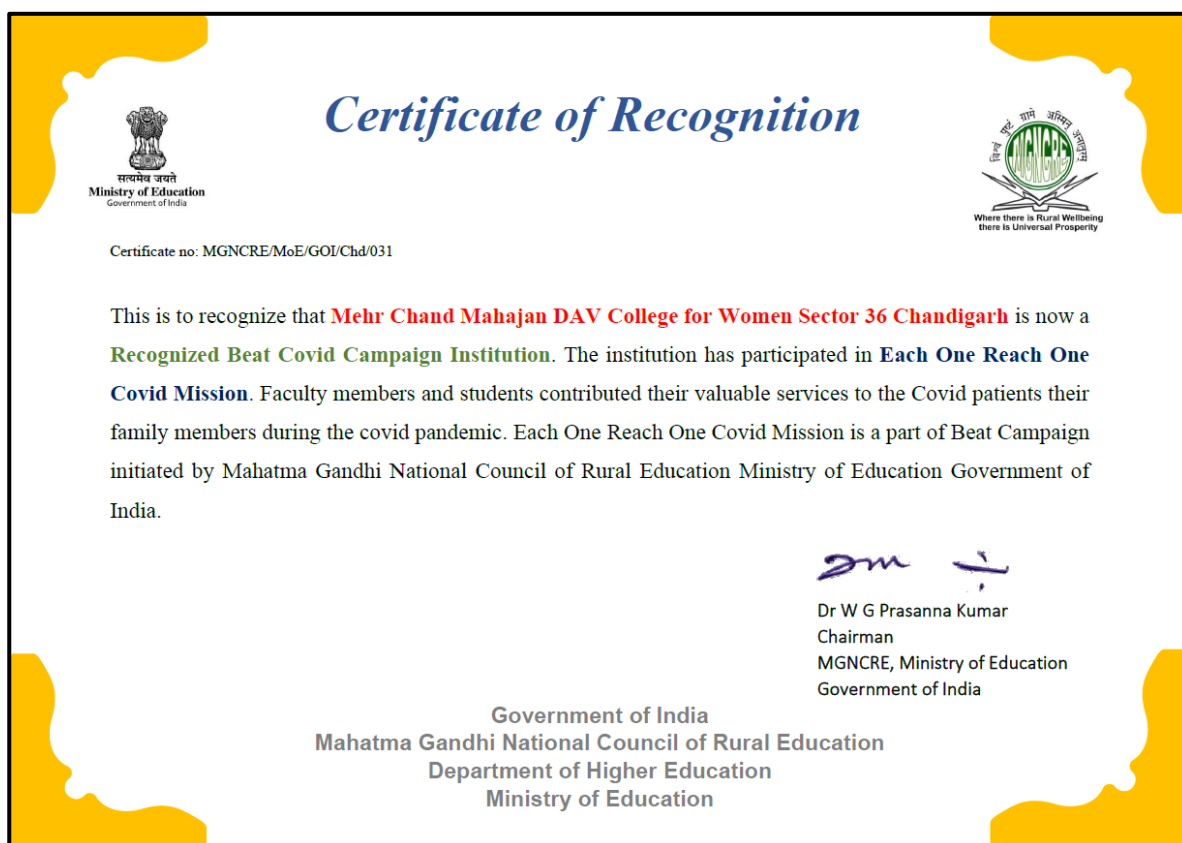 Certificate of Recognition
सत्यमेव जयते
Ministry of Education
Government of India
विश्वं पुष्टं ग्रामे अस्मिन् अनातुरम्
MGNCRE
Where there is Rural Wellbeing
there is Universal Prosperity
Certificate no: MGNCRE/MoE/GOI/Chd/031
This is to recognize that Mehr Chand Mahajan DAV College for Women Sector 36 Chandigarh is now a
Recognized Beat Covid Campaign Institution. The institution has participated in Each One Reach One
Covid Mission. Faculty members and students contributed their valuable services to the Covid patients their
family members during the covid pandemic. Each One Reach One Covid Mission is a part of Beat Campaign
initiated by Mahatma Gandhi National Council of Rural Education Ministry of Education Government of
India.
Dr W G Prasanna Kumar
Chairman
MGNCRE, Ministry of Education
Government of India
Government of India
Mahatma Gandhi National Council of Rural Education
Department of Higher Education
Ministry of Education